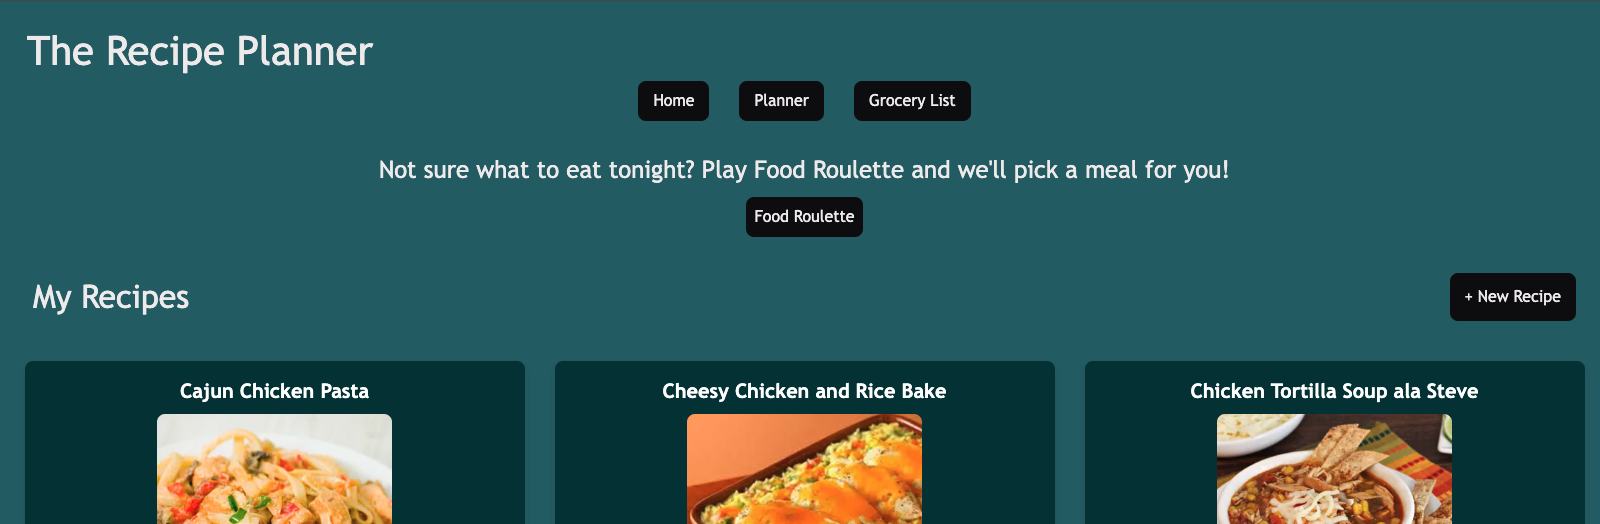 The Recipe Planner
Home Planner Grocery List
Not sure what to eat tonight? Play Food Roulette and we'll pick a meal for you!
Food Roulette
My Recipes
+ New Recipe
Cajun Chicken Pasta
Cheesy Chicken and Rice Bake
Chicken Tortilla Soup ala Steve